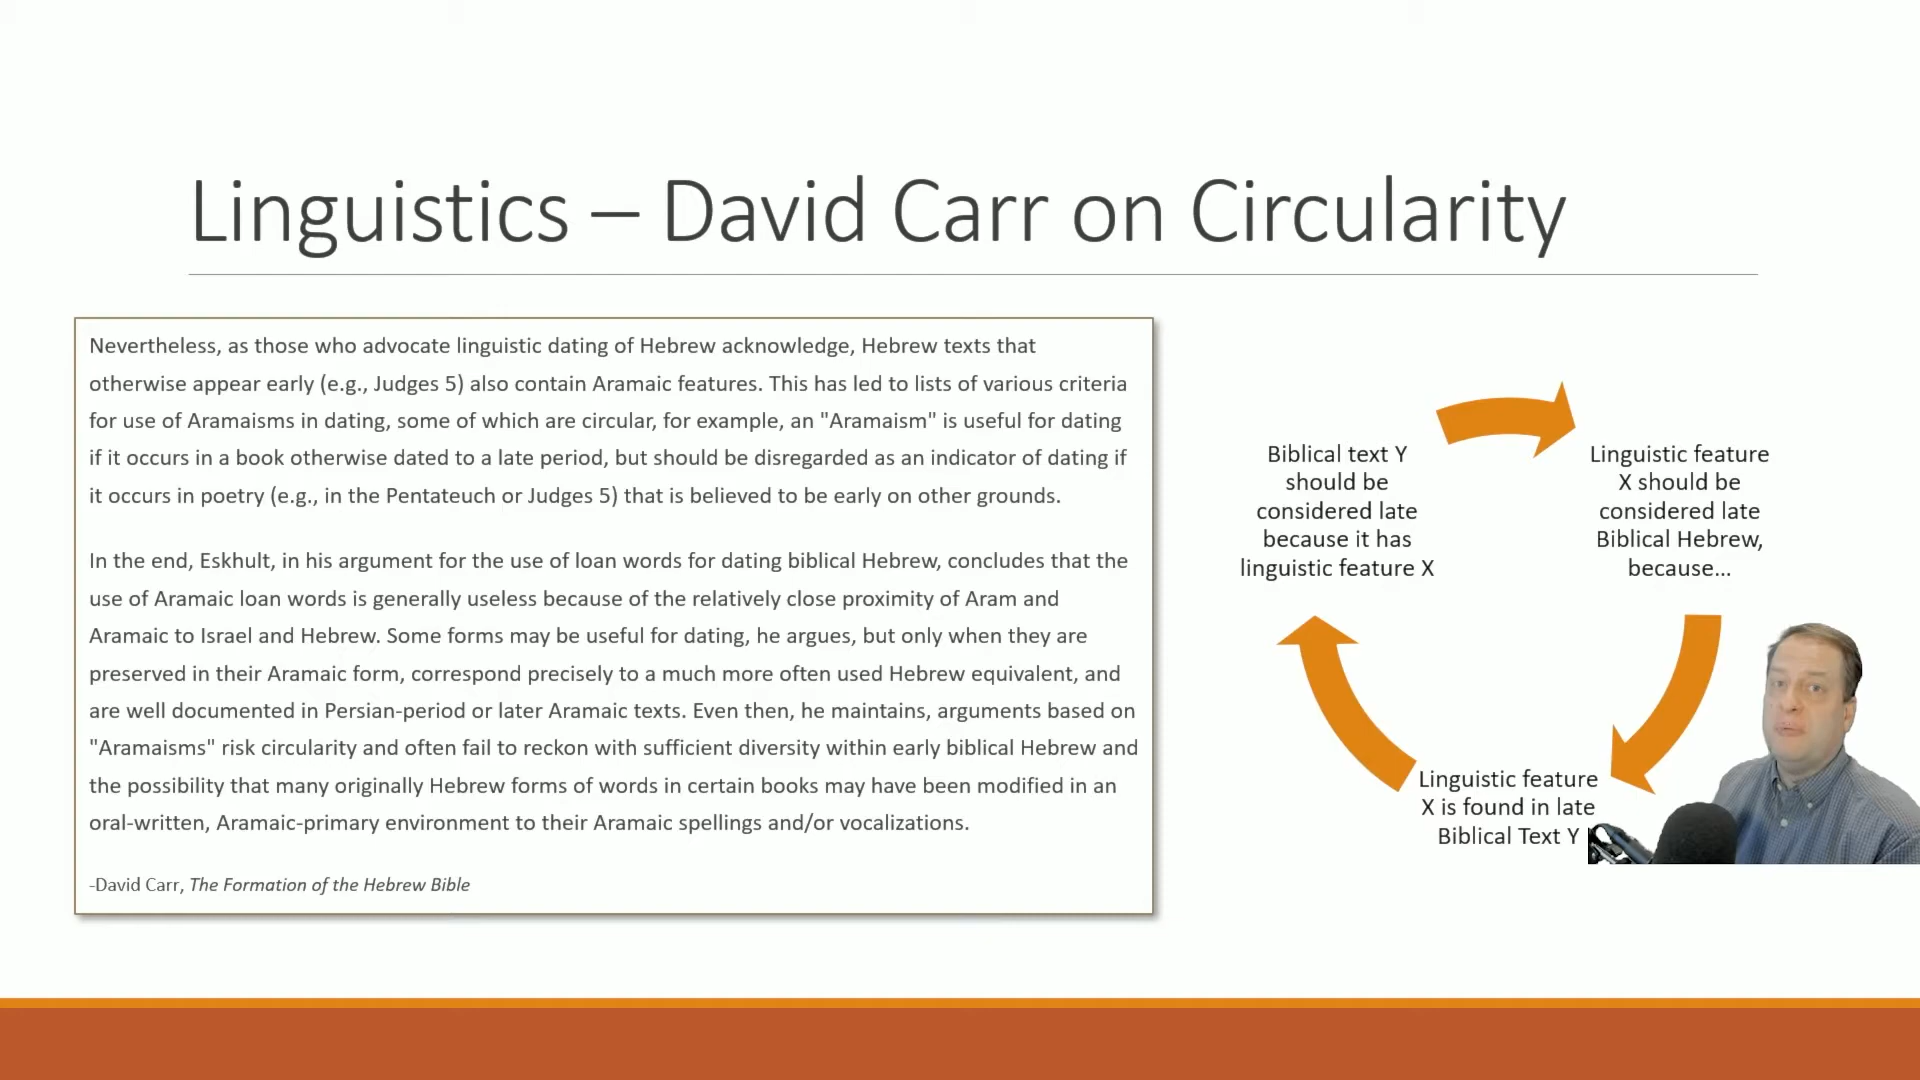 Linguistics – David Carr on Circularity
Nevertheless, as those who advocate linguistic dating of Hebrew acknowledge, Hebrew texts that
otherwise appear early (e.g., Judges 5) also contain Aramaic features. This has led to lists of various criteria
for use of Aramaisms in dating, some of which are circular, for example, an "Aramaism" is useful for dating
if it occurs in a book otherwise dated to a late period, but should be disregarded as an indicator of dating if
it occurs in poetry (e.g., in the Pentateuch or Judges 5) that is believed to be early on other grounds.
In the end, Eskhult, in his argument for the use of loan words for dating biblical Hebrew, concludes that the
use of Aramaic loan words is generally useless because of the relatively close proximity of Aram and
Aramaic to Israel and Hebrew. Some forms may be useful for dating, he argues, but only when they are
preserved in their Aramaic form, correspond precisely to a much more often used Hebrew equivalent, and
are well documented in Persian-period or later Aramaic texts. Even then, he maintains, arguments based on
"Aramaisms" risk circularity and often fail to reckon with sufficient diversity within early biblical Hebrew and
the possibility that many originally Hebrew forms of words in certain books may have been modified in an
oral-written, Aramaic-primary environment to their Aramaic spellings and/or vocalizations.
-David Carr, The Formation of the Hebrew Bible
Biblical text Y
should be
considered late
because it has
linguistic feature X
Linguistic feature
X should be
considered late
Biblical Hebrew,
because...
Linguistic feature
X is found in late
Biblical Text Y